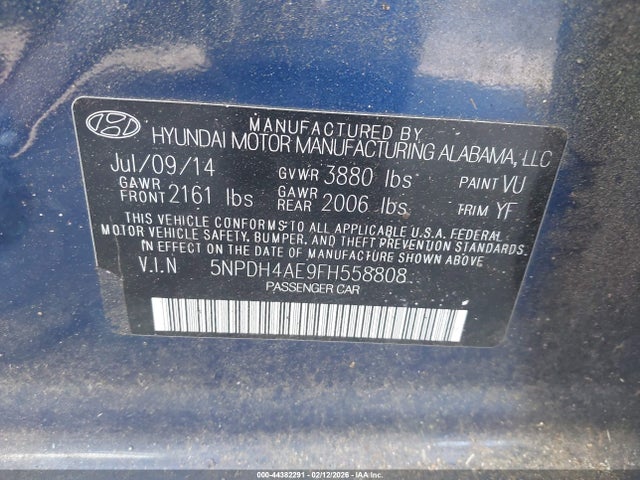 MANUFACTURED BY
HYUNDAI MOTOR MANUFACTURING ALABAMA, LLC
Jul/09/14 GVWR 3880 lbs PAINT VU
GAWR FRONT 2161 lbs GAWR REAR 2006 lbs TRIM YF
THIS VEHICLE CONFORMS TO ALL APPLICABLE U.S.A. FEDERAL
MOTOR VEHICLE SAFETY, BUMPER, AND THEFT PREVENTION STANDARDS
IN EFFECT ON THE DATE OF MANUFACTURE SHOWN ABOVE.
V.I.N 5NPDH4AE9FH558808
PASSENGER CAR
000-44382291 - 02/12/2026 - IAAI.COM